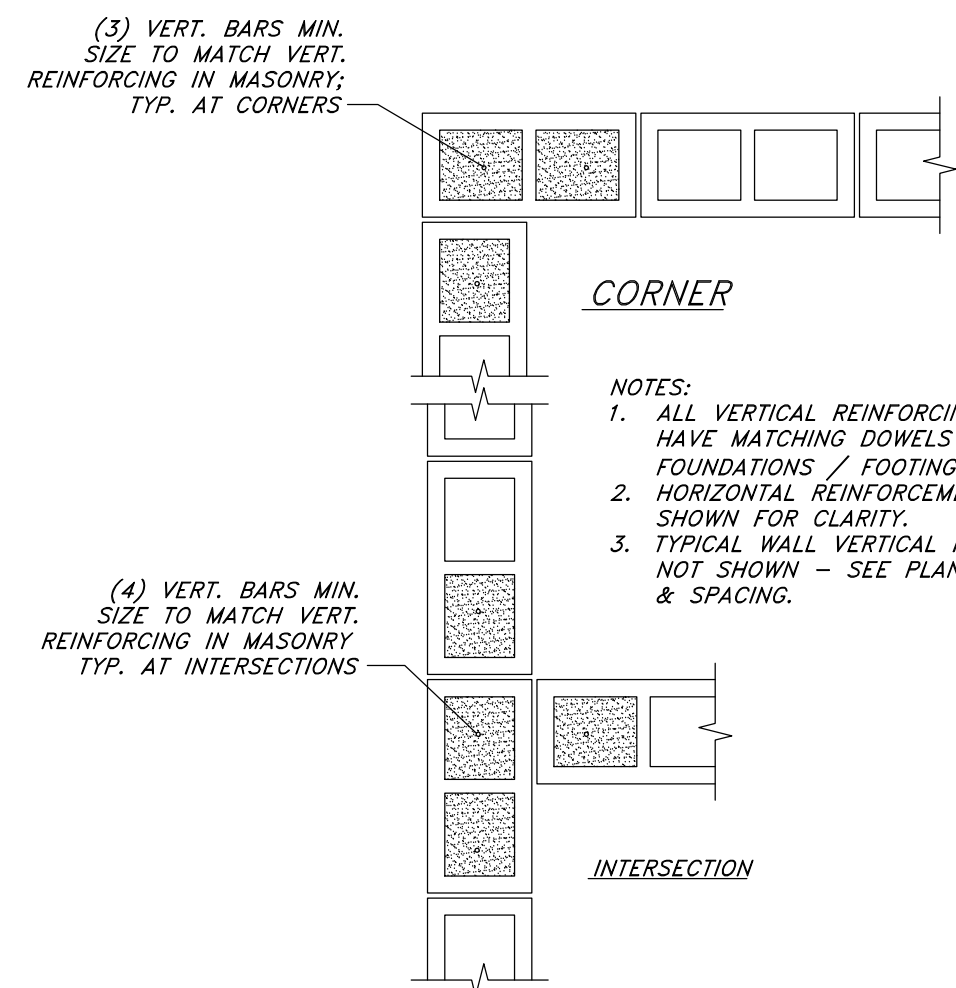 (3) VERT. BARS MIN.
SIZE TO MATCH VERT.
REINFORCING IN MASONRY;
TYP. AT CORNERS
CORNER
NOTES:
1. ALL VERTICAL
HAVE MATCHING DOWELS
FOUNDATIONS / 
2. HORIZONTAL
SHOWN FOR CLARITY.
3. TYPICAL WALL VERTICAL
NOT SHOWN – SEE
& SPACING.
(4) VERT. BARS MIN.
SIZE TO MATCH VERT.
REINFORCING IN MASONRY
TYP. AT INTERSECTIONS
INTERSECTION